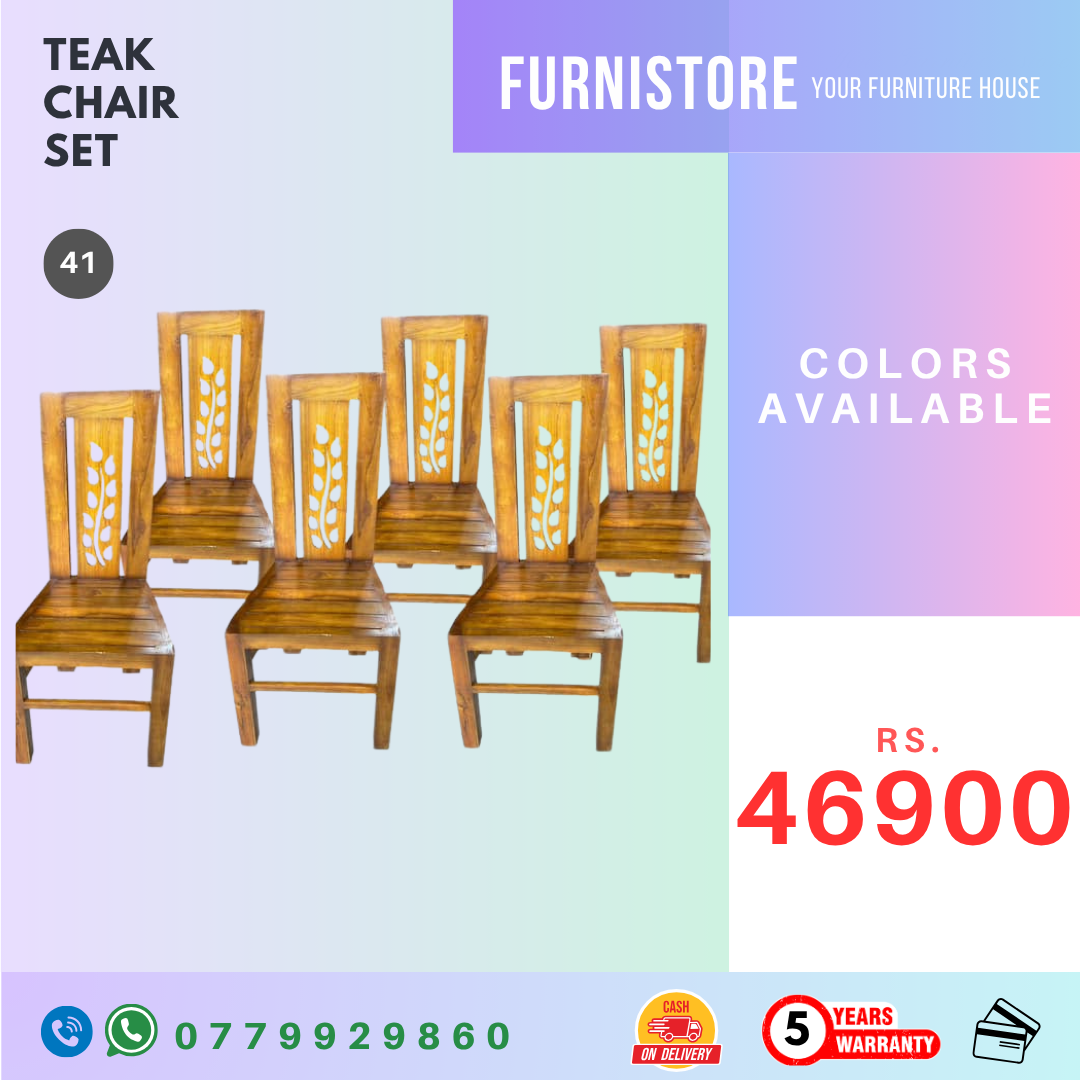 TEAK
CHAIR
SET
FURNISTORE YOUR FURNITURE HOUSE
41
COLORS
AVAILABLE
RS.
46900
0779929860
CASH
ON DELIVERY
5 YEARS
WARRANTY